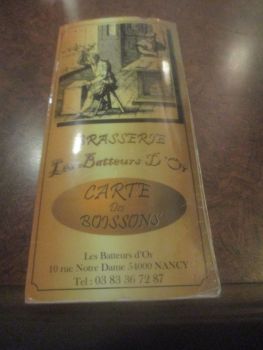 BRASSERIE
Les Batteurs D'Or
CARTE
Des
BOISSONS
Les Batteurs d'Or
10 rue Notre Dame 54000 NANCY
Tel : 03 83 36 72 87